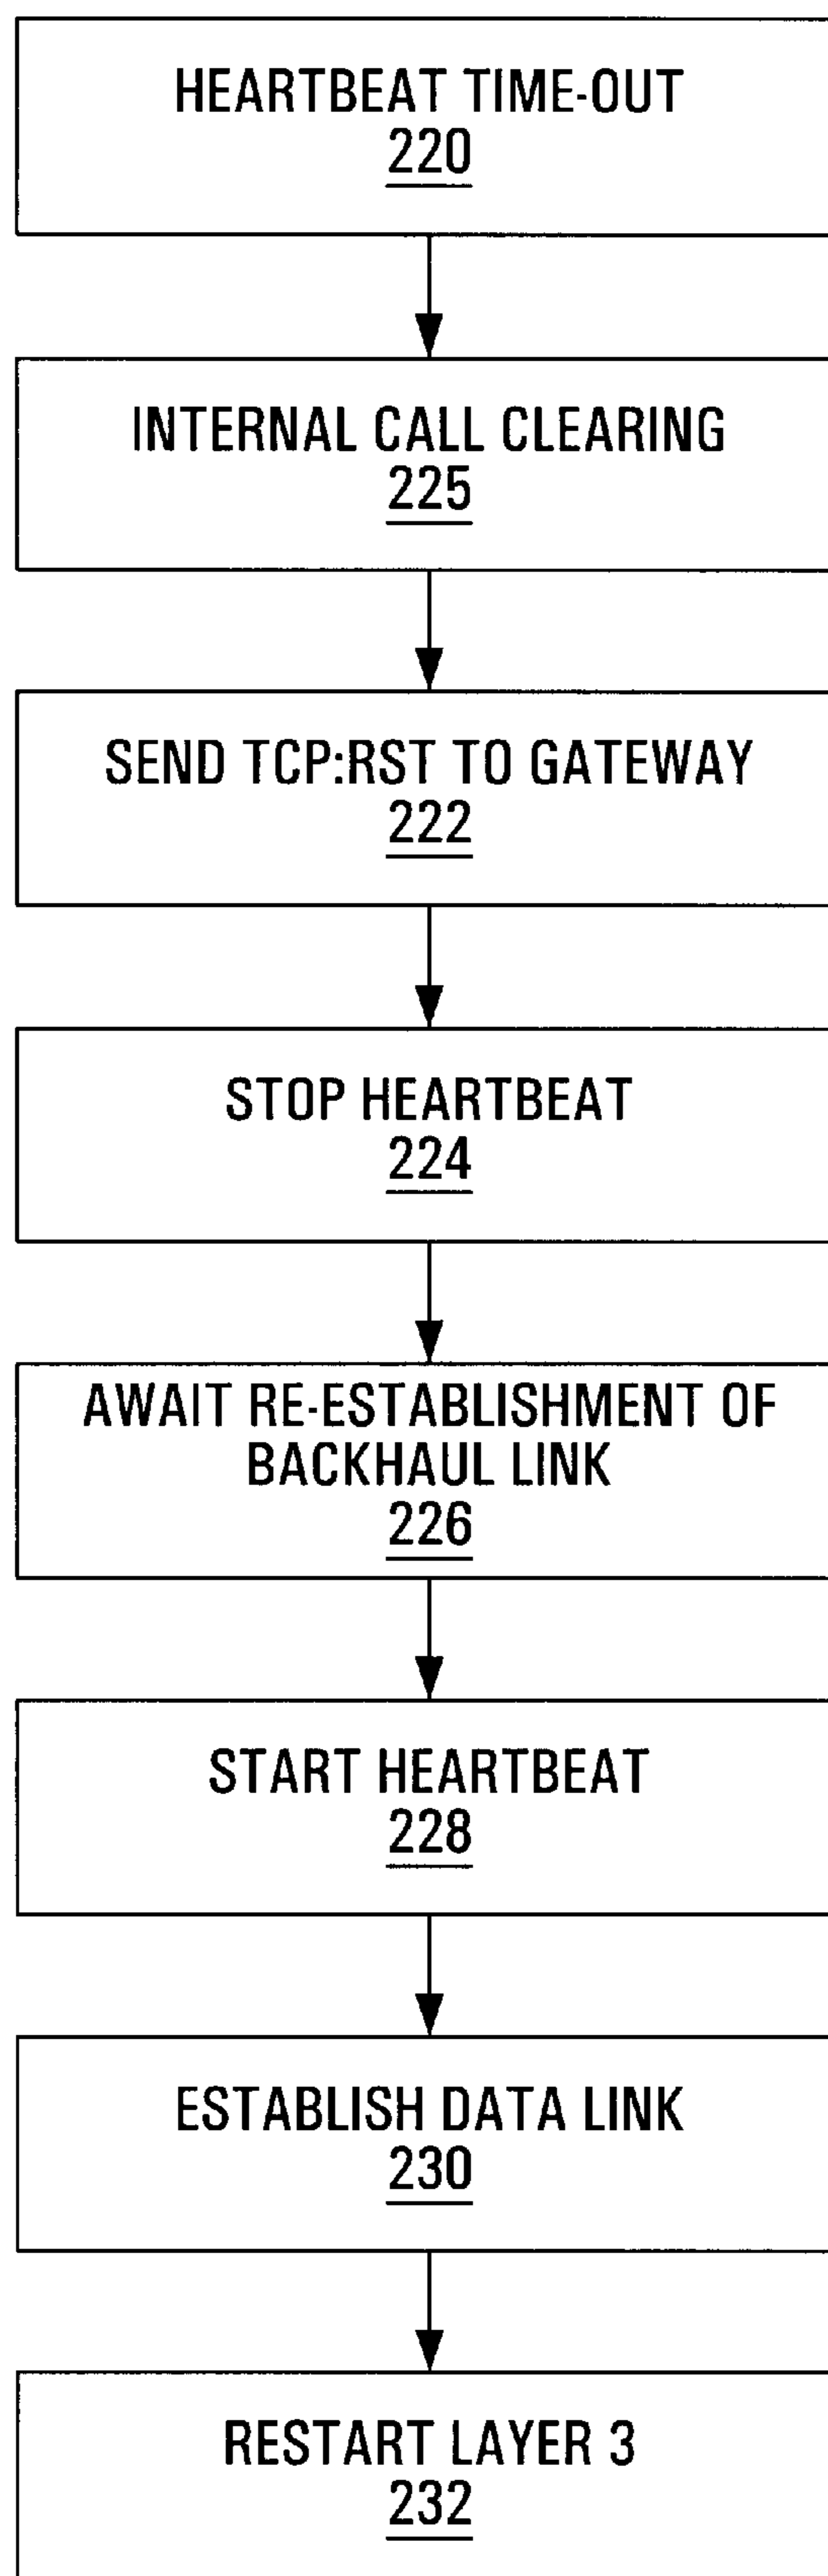 HEARTBEAT TIME-OUT
220
INTERNAL CALL CLEARING
225
SEND TCP:RST TO GATEWAY
222
STOP HEARTBEAT
224
AWAIT RE-ESTABLISHMENT OF
BACKHAUL LINK
226
START HEARTBEAT
228
ESTABLISH DATA LINK
230
RESTART LAYER 3
232